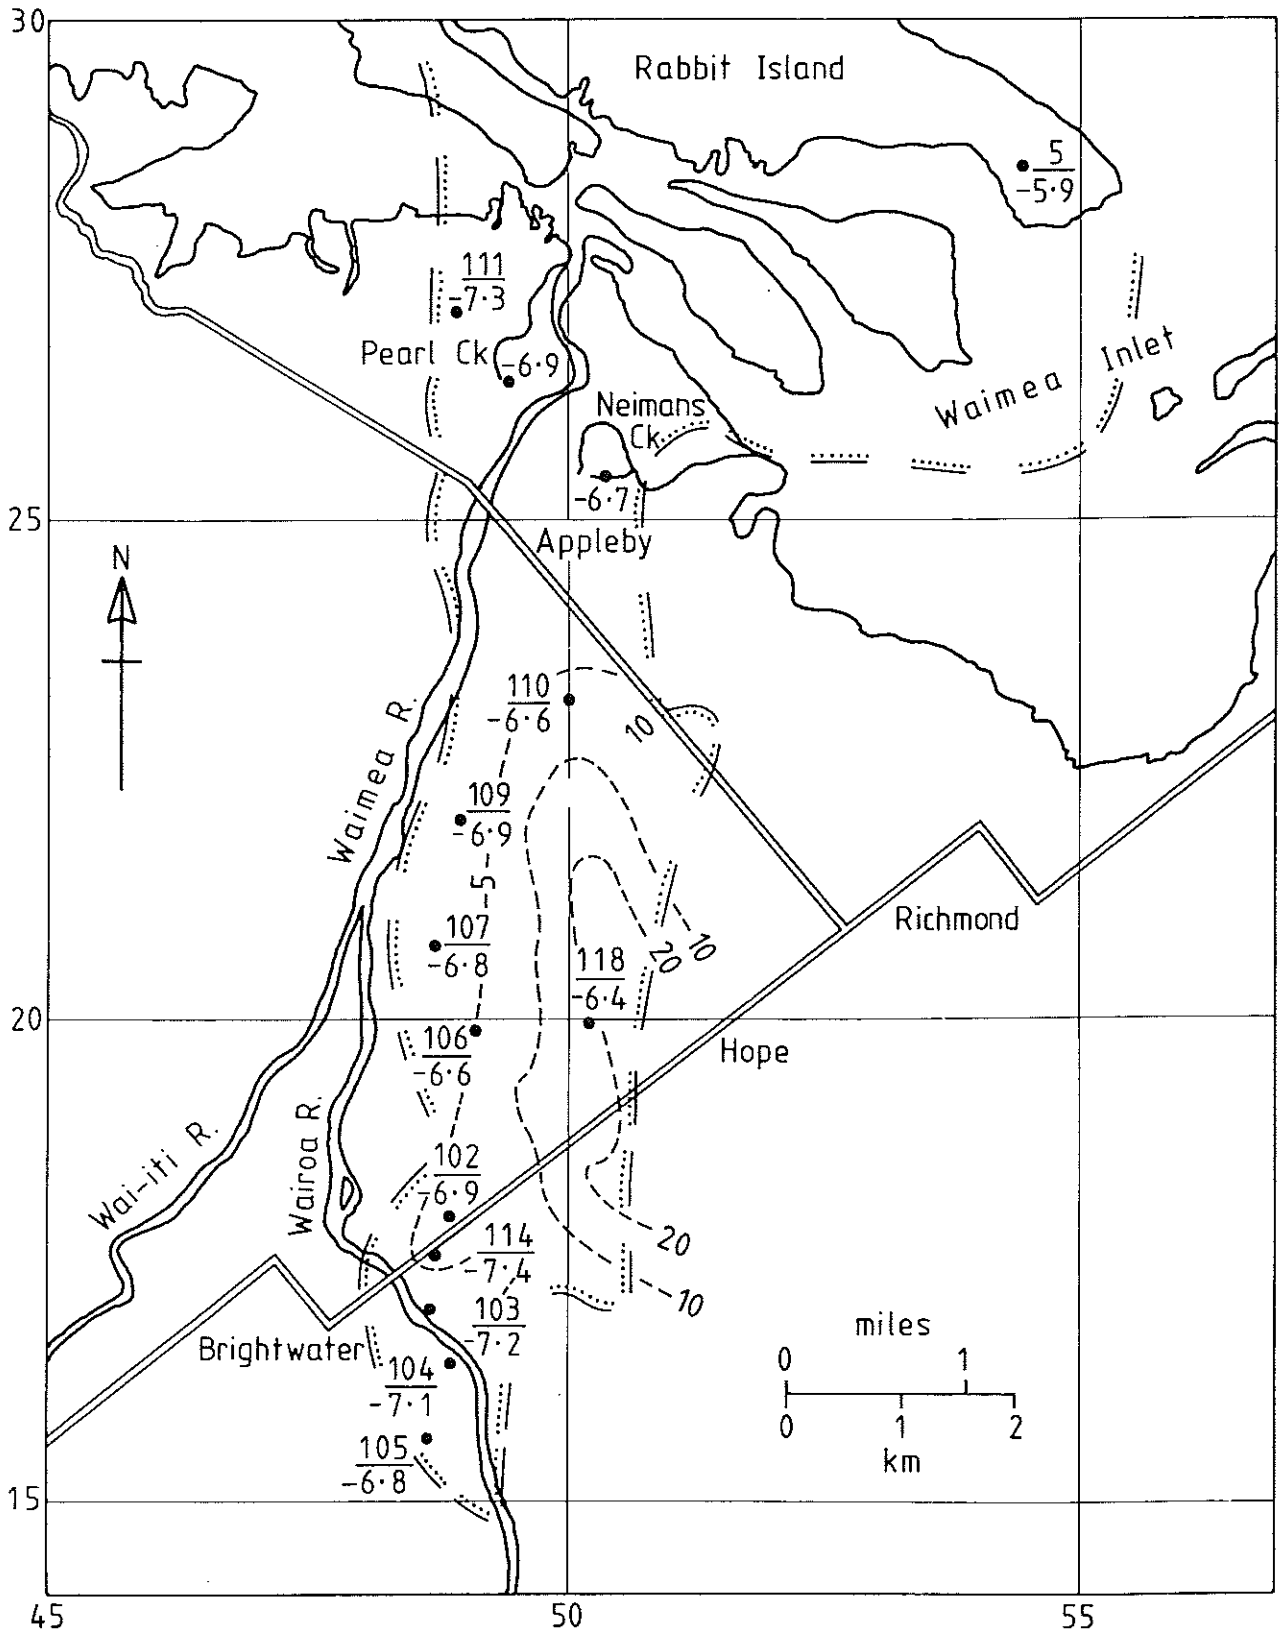 30
Rabbit Island
5
-5·9
111
-7·3
Pearl Ck
-6·9
Waimea Inlet
Neimans
Ck
-6·7
25
Appleby
N
110
-6·6
10
Waimea R.
109
-6·9
5
107
-6·8
Richmond
10
20
118
-6·4
20
106
-6·6
Hope
Wai-iti R.
Wairoa R.
102
-6·9
114
-7·4
20
10
103
-7·2
Brightwater
miles
0 1
104
-7·1
0 1 2
km
105
-6·8
15
45 50 55